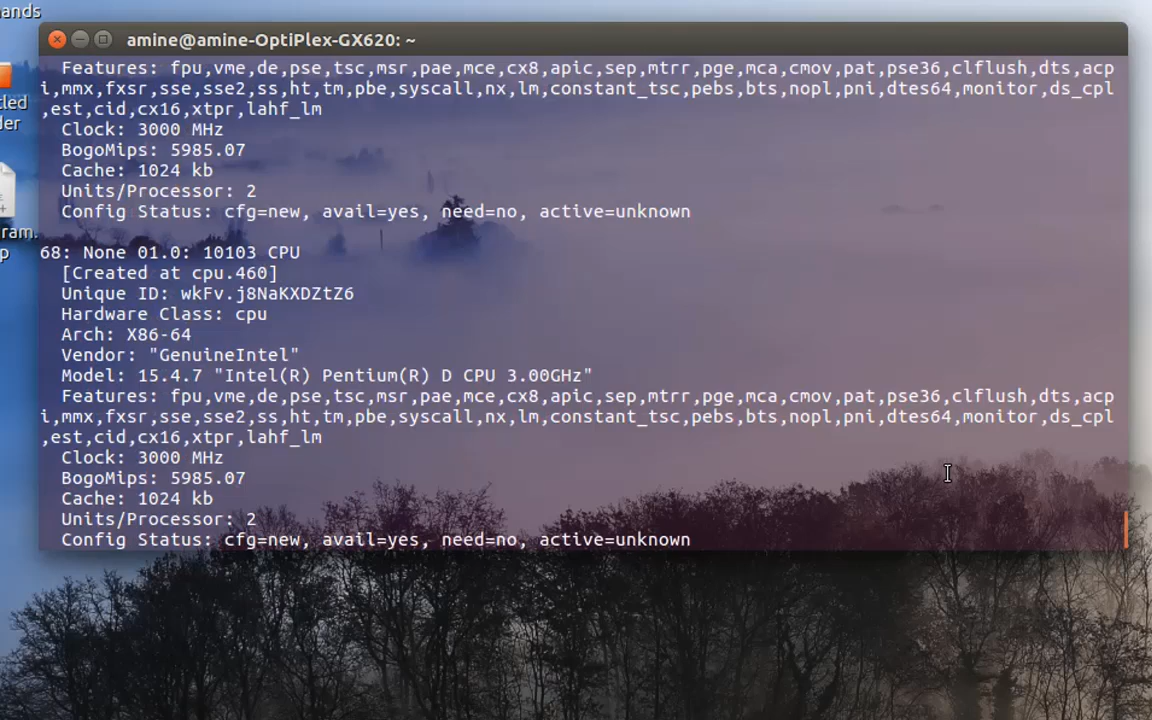 ands
amine@amine-OptiPlex-GX620: ~
Features: fpu,vme,de,pse,tsc,msr,pae,mce,cx8,apic,sep,mtrr,pge,mca,cmov,pat,pse36,clflush,dts,acp
i,mmx,fxsr,sse,sse2,ss,ht,tm,pbe,syscall,nx,lm,constant_tsc,pebs,bts,nopl,pni,dtes64,monitor,ds_cpl
,est,cid,cx16,xtpr,lahf_lm
Clock: 3000 MHz
BogoMips: 5985.07
Cache: 1024 kb
Units/Processor: 2
Config Status: cfg=new, avail=yes, need=no, active=unknown
tled
der
ram.
p
68: None 01.0: 10103 CPU
[Created at cpu.460]
Unique ID: wkFv.j8NaKXDZtZ6
Hardware Class: cpu
Arch: X86-64
Vendor: "GenuineIntel"
Model: 15.4.7 "Intel(R) Pentium(R) D CPU 3.00GHz"
Features: fpu,vme,de,pse,tsc,msr,pae,mce,cx8,apic,sep,mtrr,pge,mca,cmov,pat,pse36,clflush,dts,acp
i,mmx,fxsr,sse,sse2,ss,ht,tm,pbe,syscall,nx,lm,constant_tsc,pebs,bts,nopl,pni,dtes64,monitor,ds_cpl
,est,cid,cx16,xtpr,lahf_lm
Clock: 3000 MHz
BogoMips: 5985.07
Cache: 1024 kb
Units/Processor: 2
Config Status: cfg=new, avail=yes, need=no, active=unknown